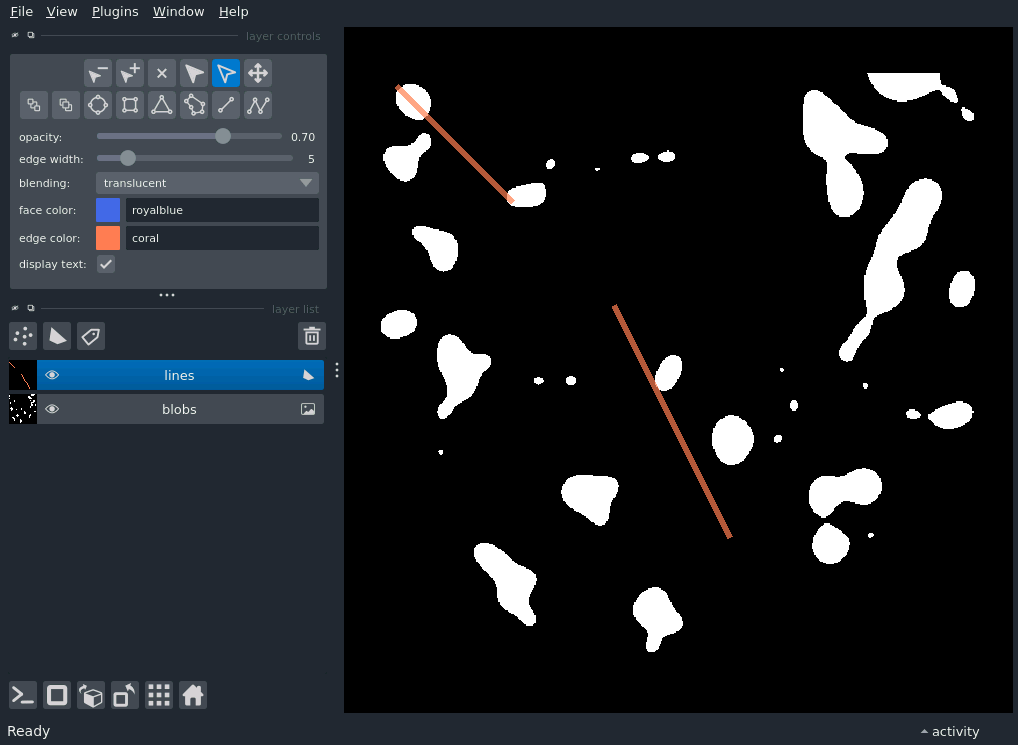 File View Plugins Window Help
layer controls
opacity: 0.70
edge width: 5
blending: translucent
face color: royalblue
edge color: coral
display text:
layer list
lines
blobs
Ready
activity